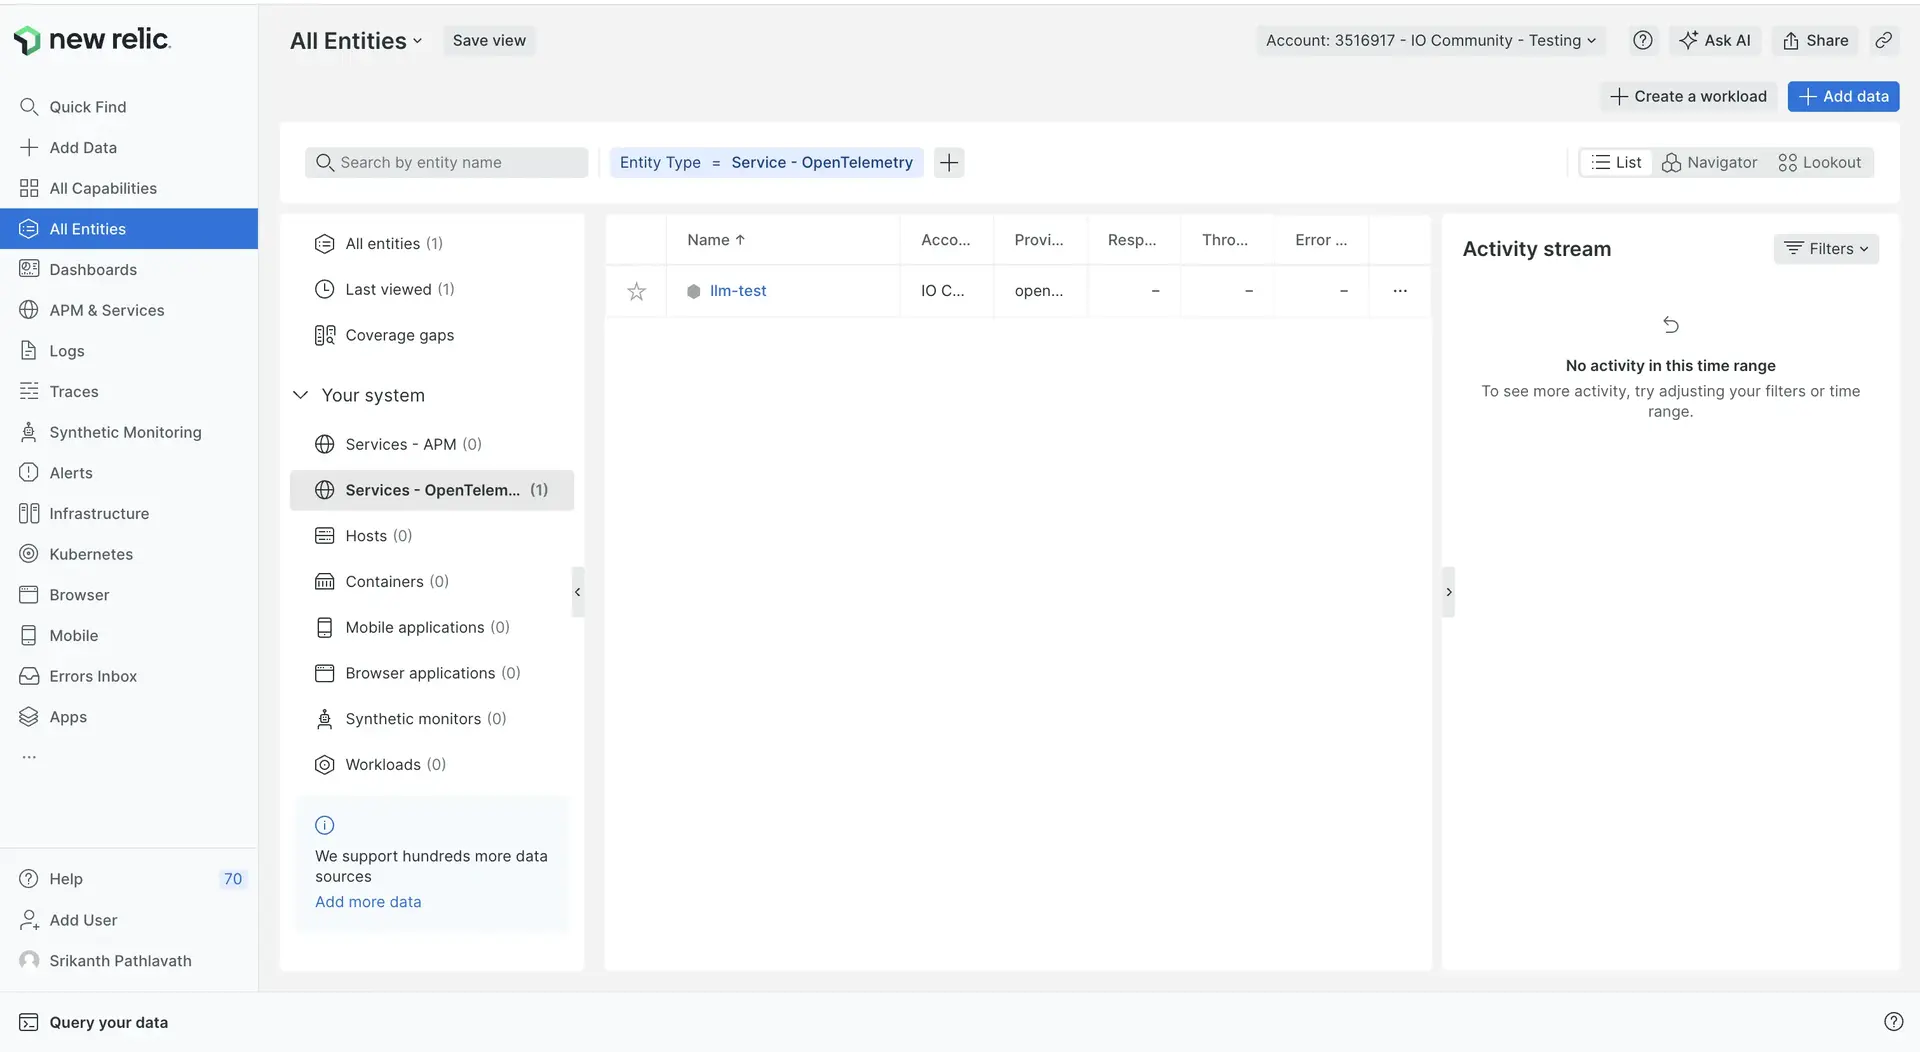 new relic.
Quick Find
Add Data
All Capabilities
All Entities
Dashboards
APM & Services
Logs
Traces
Synthetic Monitoring
Alerts
Infrastructure
Kubernetes
Browser
Mobile
Errors Inbox
Apps
...
Help 70
Add User
Srikanth Pathlavath
Query your data
All Entities
Save view
Account: 3516917 - IO Community - Testing
Ask AI
Share
Create a workload
Add data
Search by entity name
Entity Type = Service - OpenTelemetry
List
Navigator
Lookout
All entities (1)
Last viewed (1)
Coverage gaps
Your system
Services - APM (0)
Services - OpenTelem... (1)
Hosts (0)
Containers (0)
Mobile applications (0)
Browser applications (0)
Synthetic monitors (0)
Workloads (0)
We support hundreds more data
sources
Add more data
Name ↑ Acco... Provi... Resp... Thro... Error ...
llm-test IO C... open... – – – ...
Activity stream
Filters
No activity in this time range
To see more activity, try adjusting your filters or time
range.